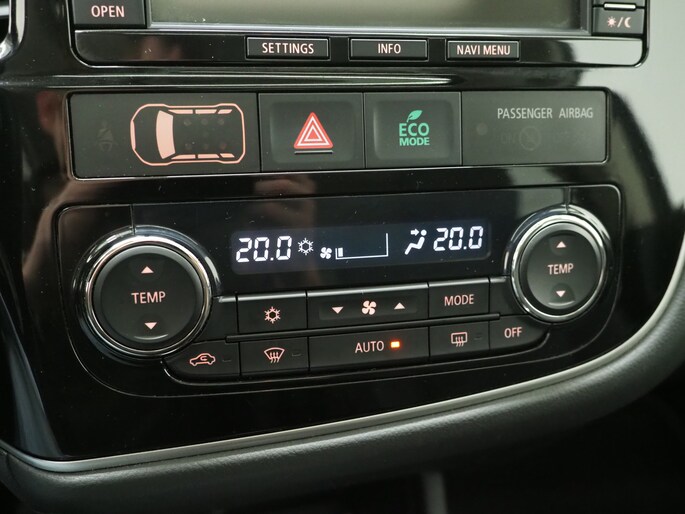 OPEN
SETTINGS INFO NAVI MENU
ECO
MODE
PASSENGER AIRBAG
20.0 20.0
TEMP
TEMP
MODE
AUTO
OFF